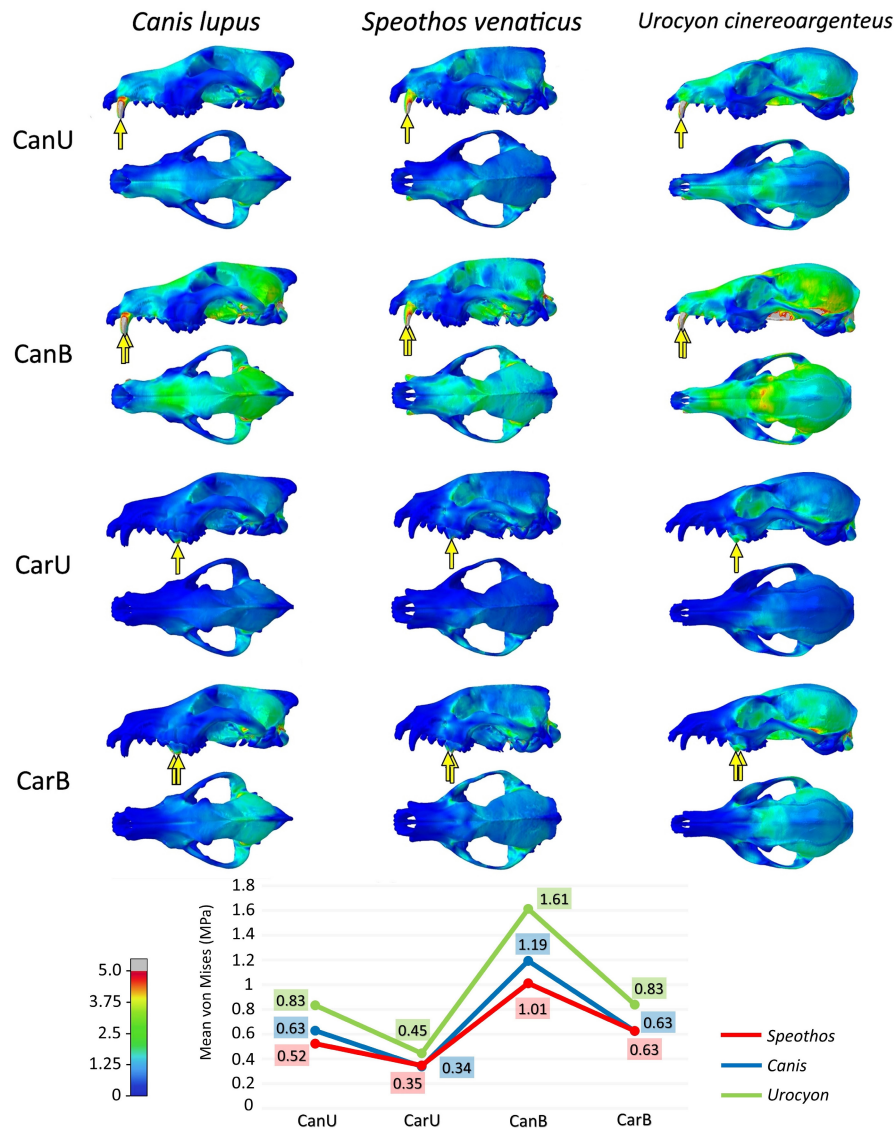 Canis lupus Speothos venaticus Urocyon cinereoargenteus
CanU
CanB
CarU
CarB
1.8
1.6
1.4
1.2
1
0.8
0.6
0.4
0.2
0
Mean von Mises (MPa)
5.0
3.75
2.5
1.25
0
0.83
0.63
0.52
0.45
0.35
0.34
1.61
1.19
1.01
0.83
0.63
0.63
CanU CarU CanB CarB
Speothos
Canis
Urocyon